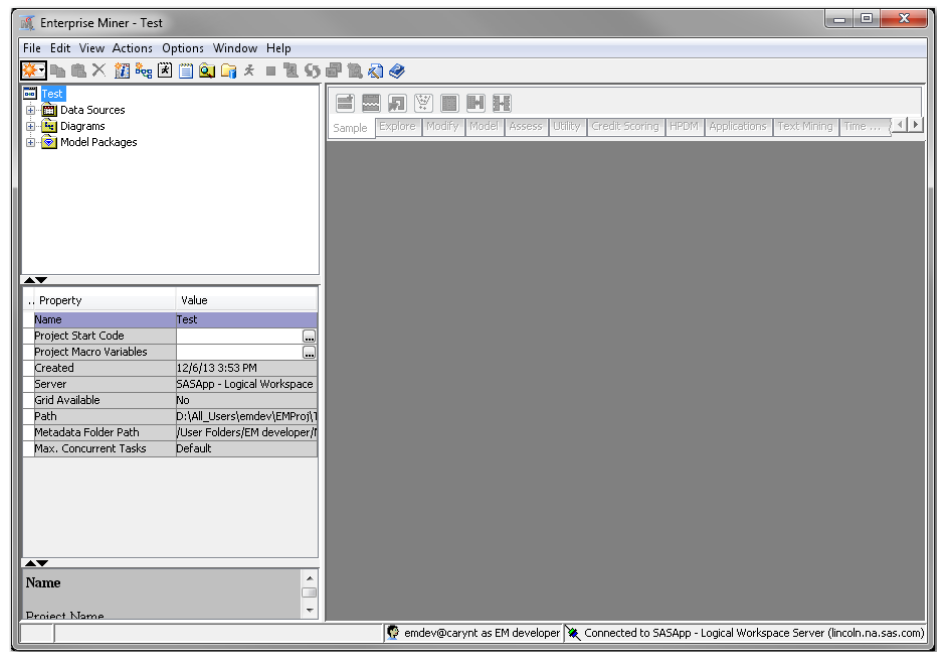 Enterprise Miner - Test
File Edit View Actions Options Window Help
Test
Data Sources
Diagrams
Model Packages
Sample Explore Modify Model Assess Utility Credit Scoring HPDM Applications Text Mining Time ...
.. Property Value
Name Test
Project Start Code
Project Macro Variables
Created 12/6/13 3:53 PM
Server SASApp - Logical Workspace
Grid Available No
Path D:\All_Users\emdev\EMProj\
Metadata Folder Path /User Folders/EM developer/
Max. Concurrent Tasks Default
Name
Project Name
emdev@carynt as EM developer Connected to SASApp - Logical Workspace Server (lincoln.na.sas.com)